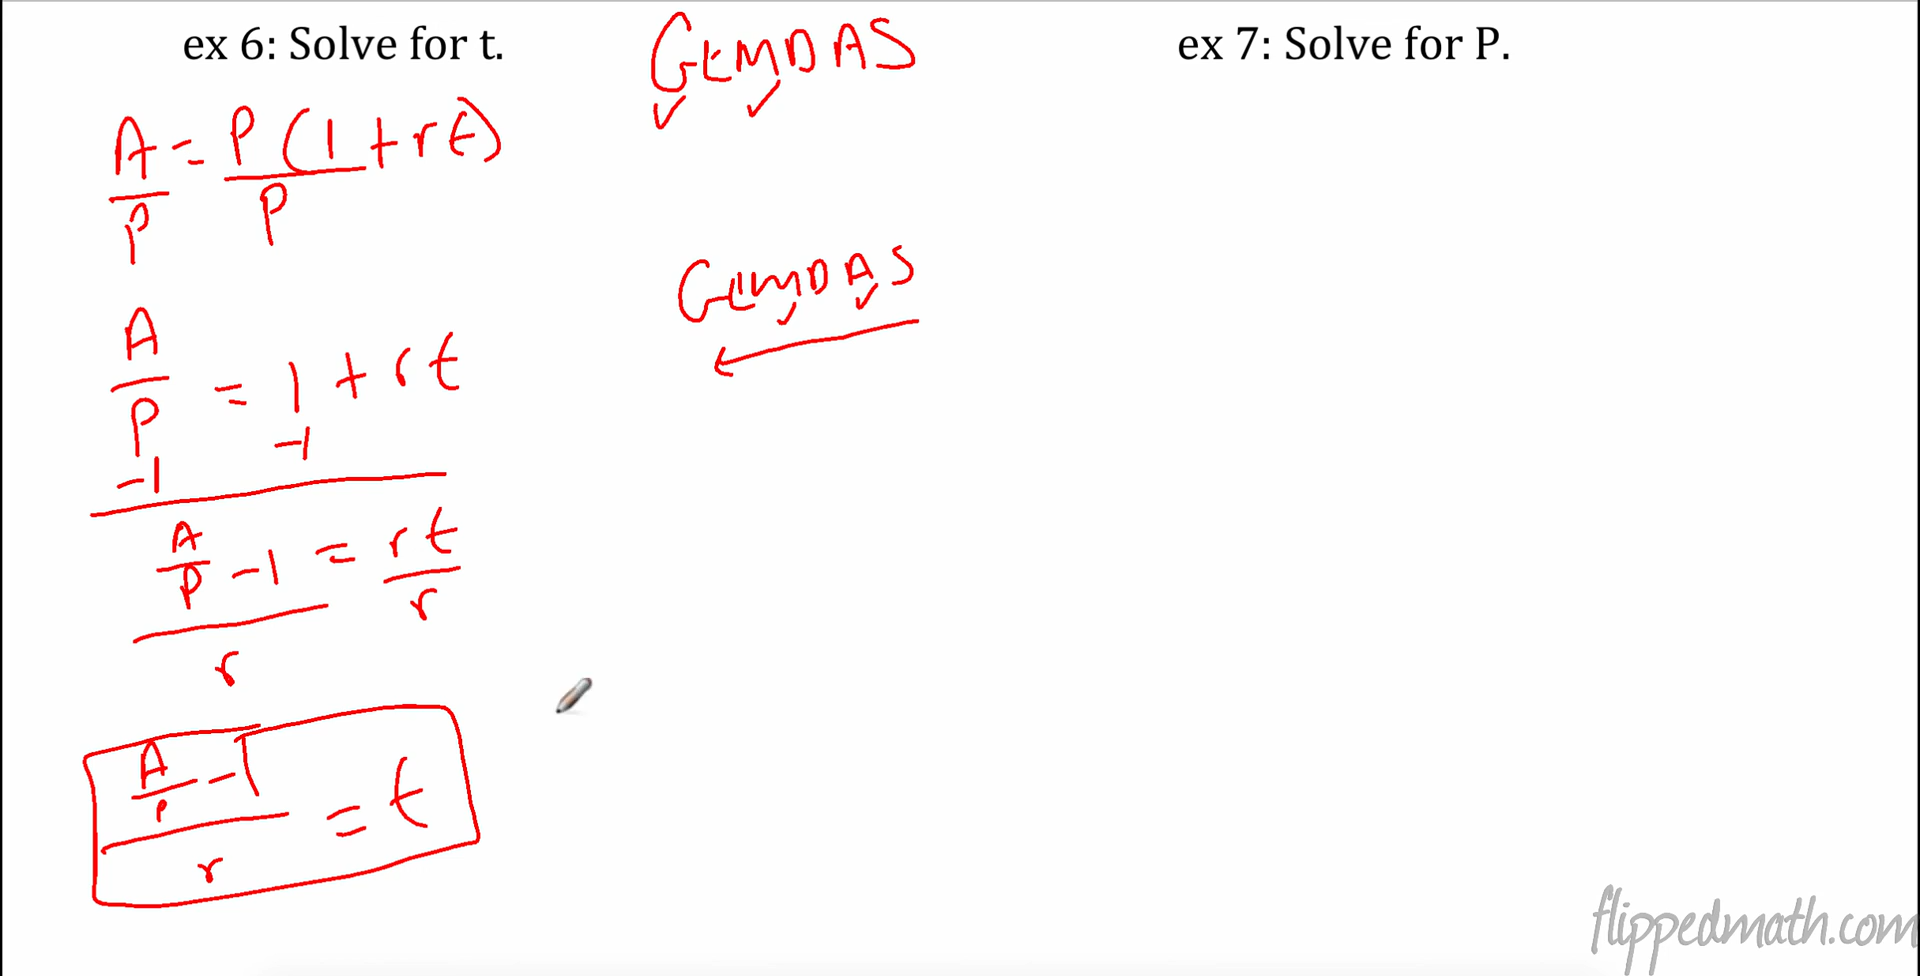 ex 6: Solve for t.
GEMDAS
ex 7: Solve for P.
A = P(1+rt)
P P
GEMDAS
A
P = 1 + rt
-1
-1
A/P - 1 = rt
r r
A/P - 1 = t
r
flippedmath.com